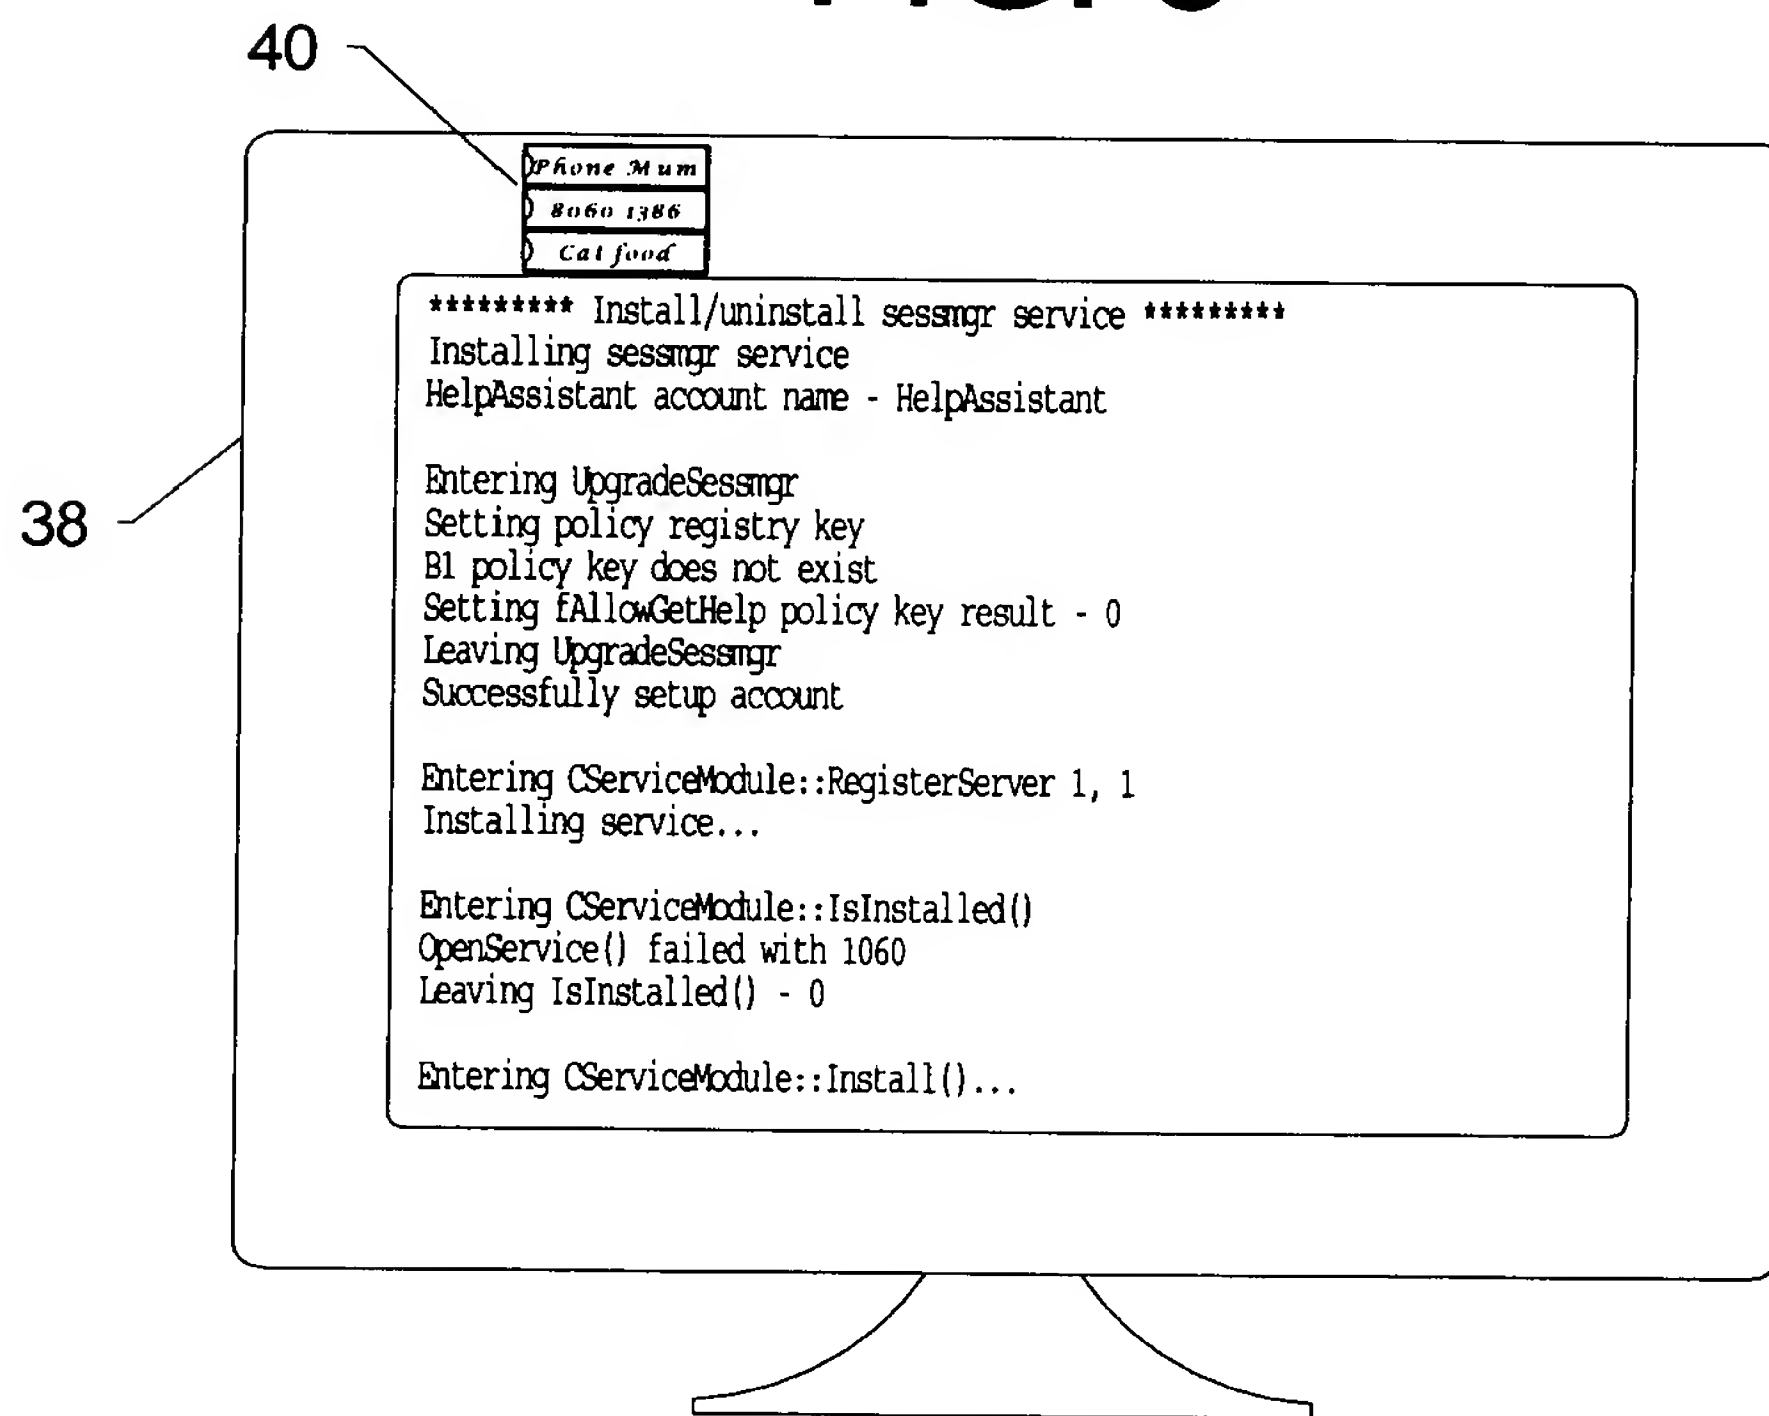 40
Phone Mum
8060 1386
Cat food
********* Install/uninstall sessmgr service *********
Installing sessmgr service
HelpAssistant account name - HelpAssistant
Entering UpgradeSessmgr
38
Setting policy registry key
B1 policy key does not exist
Setting fAllowGetHelp policy key result - 0
Leaving UpgradeSessmgr
Successfully setup account
Entering CServiceModule::RegisterServer 1, 1
Installing service...
Entering CServiceModule::IsInstalled()
OpenService() failed with 1060
Leaving IsInstalled() - 0
Entering CServiceModule::Install()...